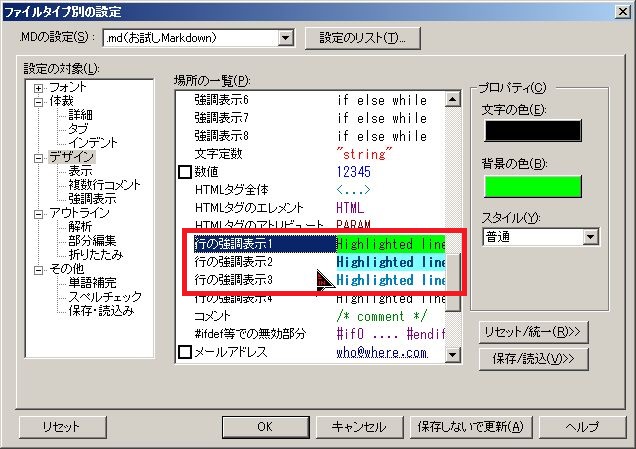 ファイルタイプ別の設定
.MDの設定(S): .md(お試しMarkdown) 設定のリスト(T)...
設定の対象(L):
フォント
体裁
詳細
タブ
インデント
デザイン
表示
複数行コメント
強調表示
アウトライン
解析
部分編集
折りたたみ
その他
単語補完
スペルチェック
保存・読込み
場所の一覧(P):
強調表示6 if else while
強調表示7 if else while
強調表示8 if else while
文字定数 "string"
数値 12345
HTMLタグ全体 <...>
HTMLタグのエレメント HTML
HTMLタグのアトリビュート PARAM
行の強調表示1 Highlighted line
行の強調表示2 Highlighted line
行の強調表示3 Highlighted line
行の強調表示4 Highlighted line
コメント /* comment */
#ifdef等での無効部分 #if0 .... #endif
メールアドレス who@where.com
プロパティ(C)
文字の色(E):
背景の色(B):
スタイル(Y):
普通
リセット/統一(R)>>
保存/読込(V)>>
リセット OK キャンセル 保存しないで更新(A) ヘルプ